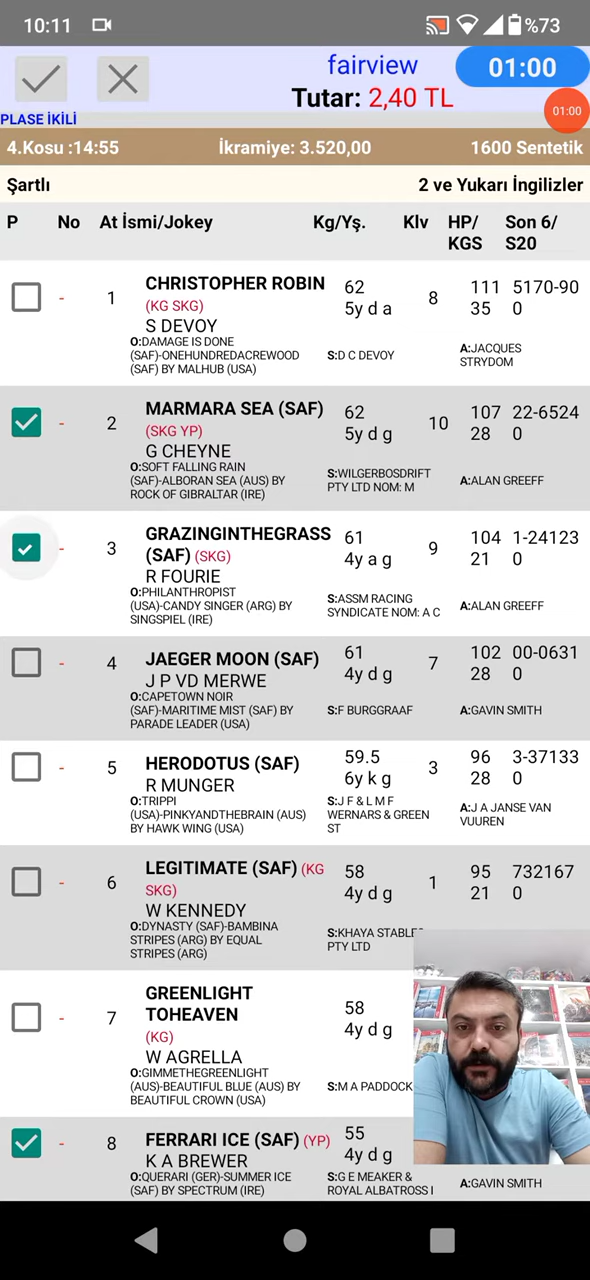 10:11
%73
fairview
01:00
Tutar: 2,40 TL
01:00
PLASE İKİLİ
4.Kosu :14:55 İkramiye: 3.520,00 1600 Sentetik
Şartlı 2 ve Yukarı İngilizler
P No At İsmi/Jokey Kg/Yş. Klv HP/ Son 6/
KGS S20
- 1 CHRISTOPHER ROBIN 62 8 111 5170-90
(KG SKG) 5y d a 35 0
S DEVOY
O:DAMAGE IS DONE
(SAF)-ONEHUNDREDACREWOOD S:D C DEVOY A:JACQUES
(SAF) BY MALHUB (USA) STRYDOM
- 2 MARMARA SEA (SAF) 62 10 107 22-6524
(SKG YP) 5y d g 28 0
G CHEYNE
O:SOFT FALLING RAIN S:WILGERBOSDRIFT
(SAF)-ALBORAN SEA (AUS) BY PTY LTD NOM: M A:ALAN GREEFF
ROCK OF GIBRALTAR (IRE)
- 3 GRAZINGINTHEGRASS 61 9 104 1-24123
(SAF) (SKG) 4y a g 21 0
R FOURIE
O:PHILANTHROPIST S:ASSM RACING
(USA)-CANDY SINGER (ARG) BY SYNDICATE NOM: A C A:ALAN GREEFF
SINGSPIEL (IRE)
- 4 JAEGER MOON (SAF) 61 7 102 00-0631
J P VD MERWE 4y d g 28 0
O:CAPETOWN NOIR
(SAF)-MARITIME MIST (SAF) BY S:F BURGGRAAF A:GAVIN SMITH
PARADE LEADER (USA)
- 5 HERODOTUS (SAF) 59.5 3 96 3-37133
R MUNGER 6y k g 28 0
O:TRIPPI S:J F & L M F A:J A JANSE VAN
(USA)-PINKYANDTHEBRAIN (AUS) WERNARS & GREEN VUUREN
BY HAWK WING (USA) ST
- 6 LEGITIMATE (SAF) (KG 58 1 95 732167
SKG) 4y d g 21 0
W KENNEDY
O:DYNASTY (SAF)-BAMBINA S:KHAYA STABLES
STRIPES (ARG) BY EQUAL PTY LTD
STRIPES (ARG)
- 7 GREENLIGHT 58
TOHEAVEN 4y d g
(KG)
W AGRELLA
O:GIMMETHEGREENLIGHT
(AUS)-BEAUTIFUL BLUE (AUS) BY S:M A PADDOCK
BEAUTIFUL CROWN (USA)
- 8 FERRARI ICE (SAF) (YP) 55
K A BREWER 4y d g
O:QUERARI (GER)-SUMMER ICE S:G E MEAKER & A:GAVIN SMITH
(SAF) BY SPECTRUM (IRE) ROYAL ALBATROSS I